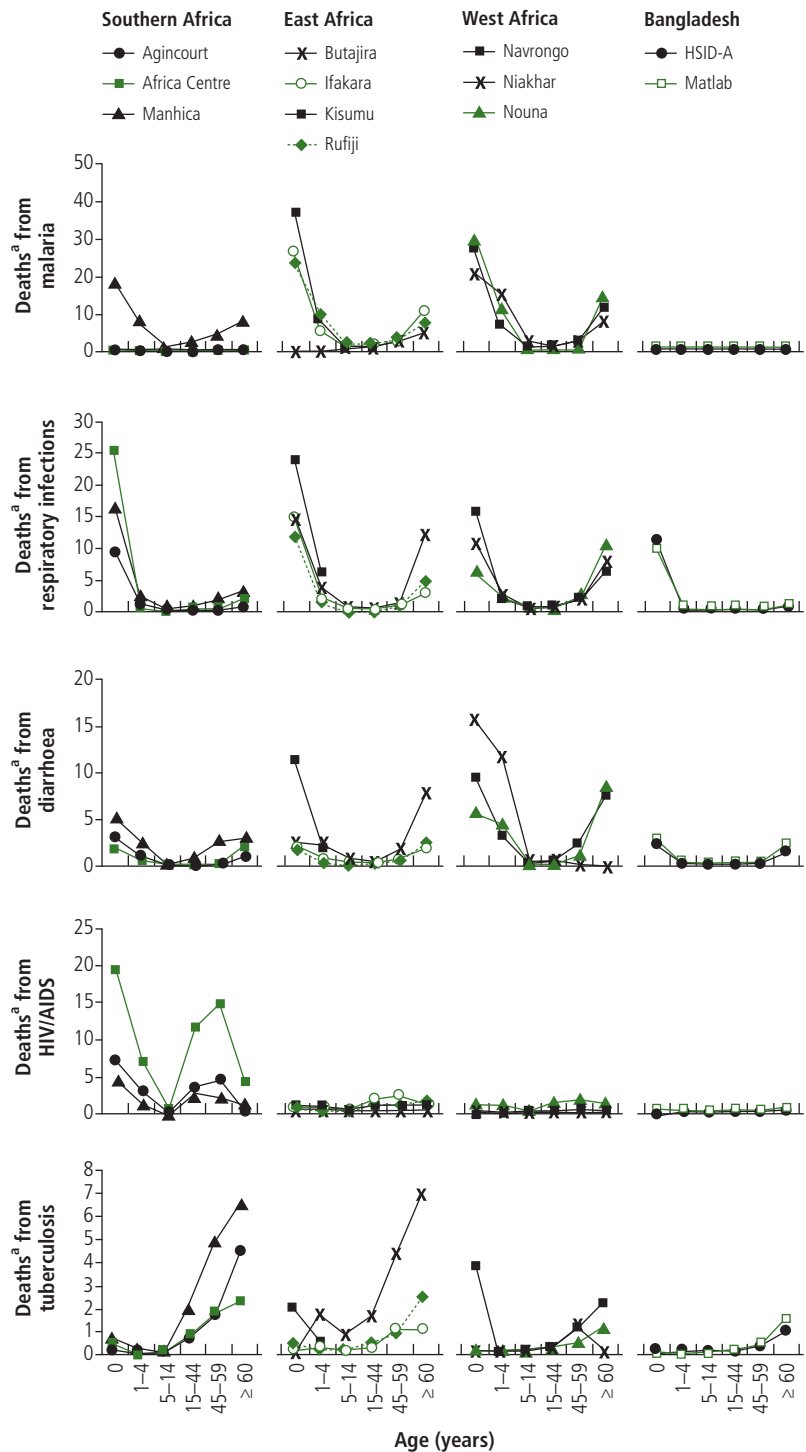 Southern Africa
Agincourt
Africa Centre
Manhica
East Africa
Butajira
Ifakara
Kisumu
Rufiji
West Africa
Navrongo
Niakhar
Nouna
Bangladesh
HSID-A
Matlab
Deathsᵃ from
malaria
50
40
30
20
10
0
Deathsᵃ from
respiratory infections
30
25
20
15
10
5
0
Deathsᵃ from
diarrhoea
20
15
10
5
0
Deathsᵃ from
HIV/AIDS
25
20
15
10
5
0
Deathsᵃ from
tuberculosis
8
7
6
5
4
3
2
1
0
0
1–4
5–14
15–44
45–59
≥ 60
0
1–4
5–14
15–44
45–59
≥ 60
0
1–4
5–14
15–44
45–59
≥ 60
0
1–4
5–14
15–44
45–59
≥ 60
Age (years)